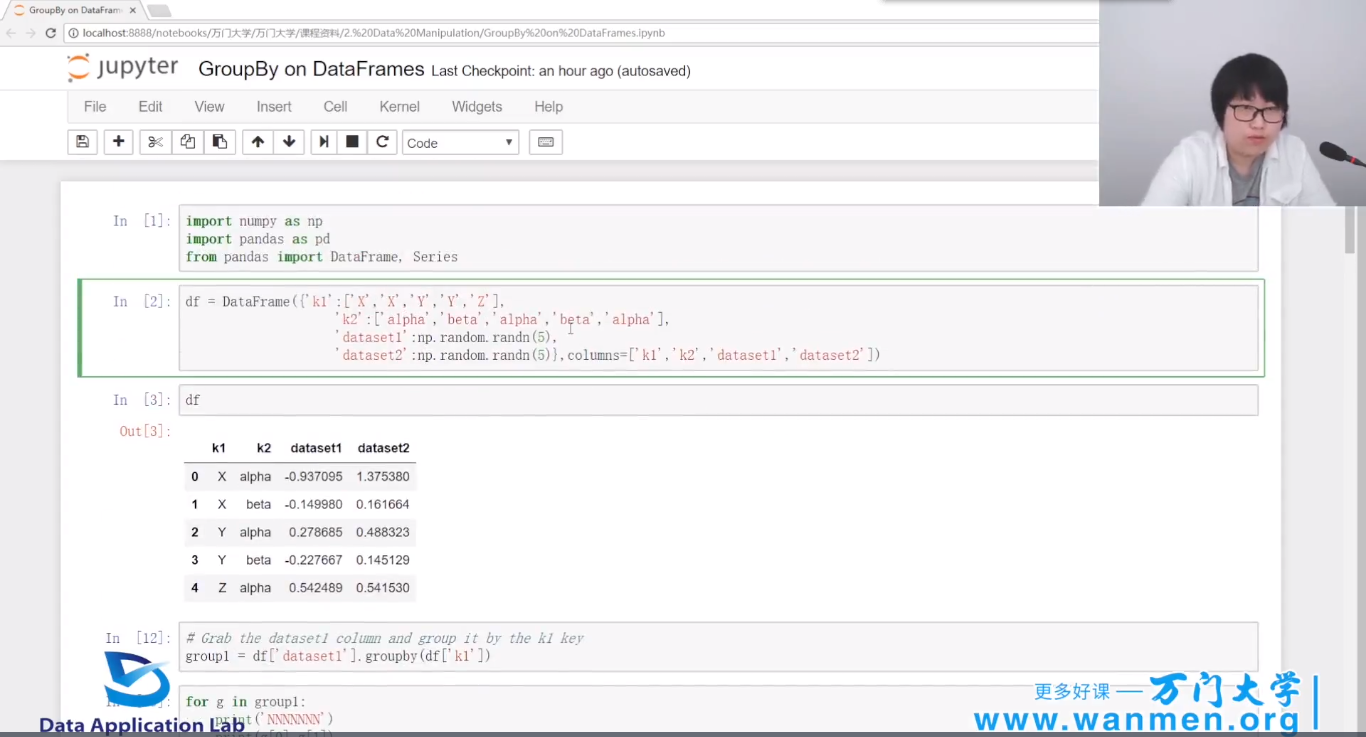 GroupBy on DataFram
localhost:8888/notebooks/万门大学/万门大学/课程资料/2.%20Data%20Manipulation/GroupBy%20on%20DataFrames.ipynb
jupyter GroupBy on DataFrames Last Checkpoint: an hour ago (autosaved)
File Edit View Insert Cell Kernel Widgets Help
Code
In [1]: import numpy as np
import pandas as pd
from pandas import DataFrame, Series
In [2]: df = DataFrame({'k1':['X','X','Y','Y','Z'],
'k2':['alpha','beta','alpha','beta','alpha'],
'dataset1':np.random.randn(5),
'dataset2':np.random.randn(5)},columns=['k1','k2','dataset1','dataset2'])
In [3]: df
Out[3]:
k1 k2 dataset1 dataset2
0 X alpha -0.937095 1.375380
1 X beta -0.149980 0.161664
2 Y alpha 0.278685 0.488323
3 Y beta -0.227667 0.145129
4 Z alpha 0.542489 0.541530
In [12]: # Grab the dataset1 column and group it by the k1 key
group1 = df['dataset1'].groupby(df['k1'])
for g in group1:
print('NNNNNNN')
Data Application Lab
更多好课 — 万门大学
www.wanmen.org